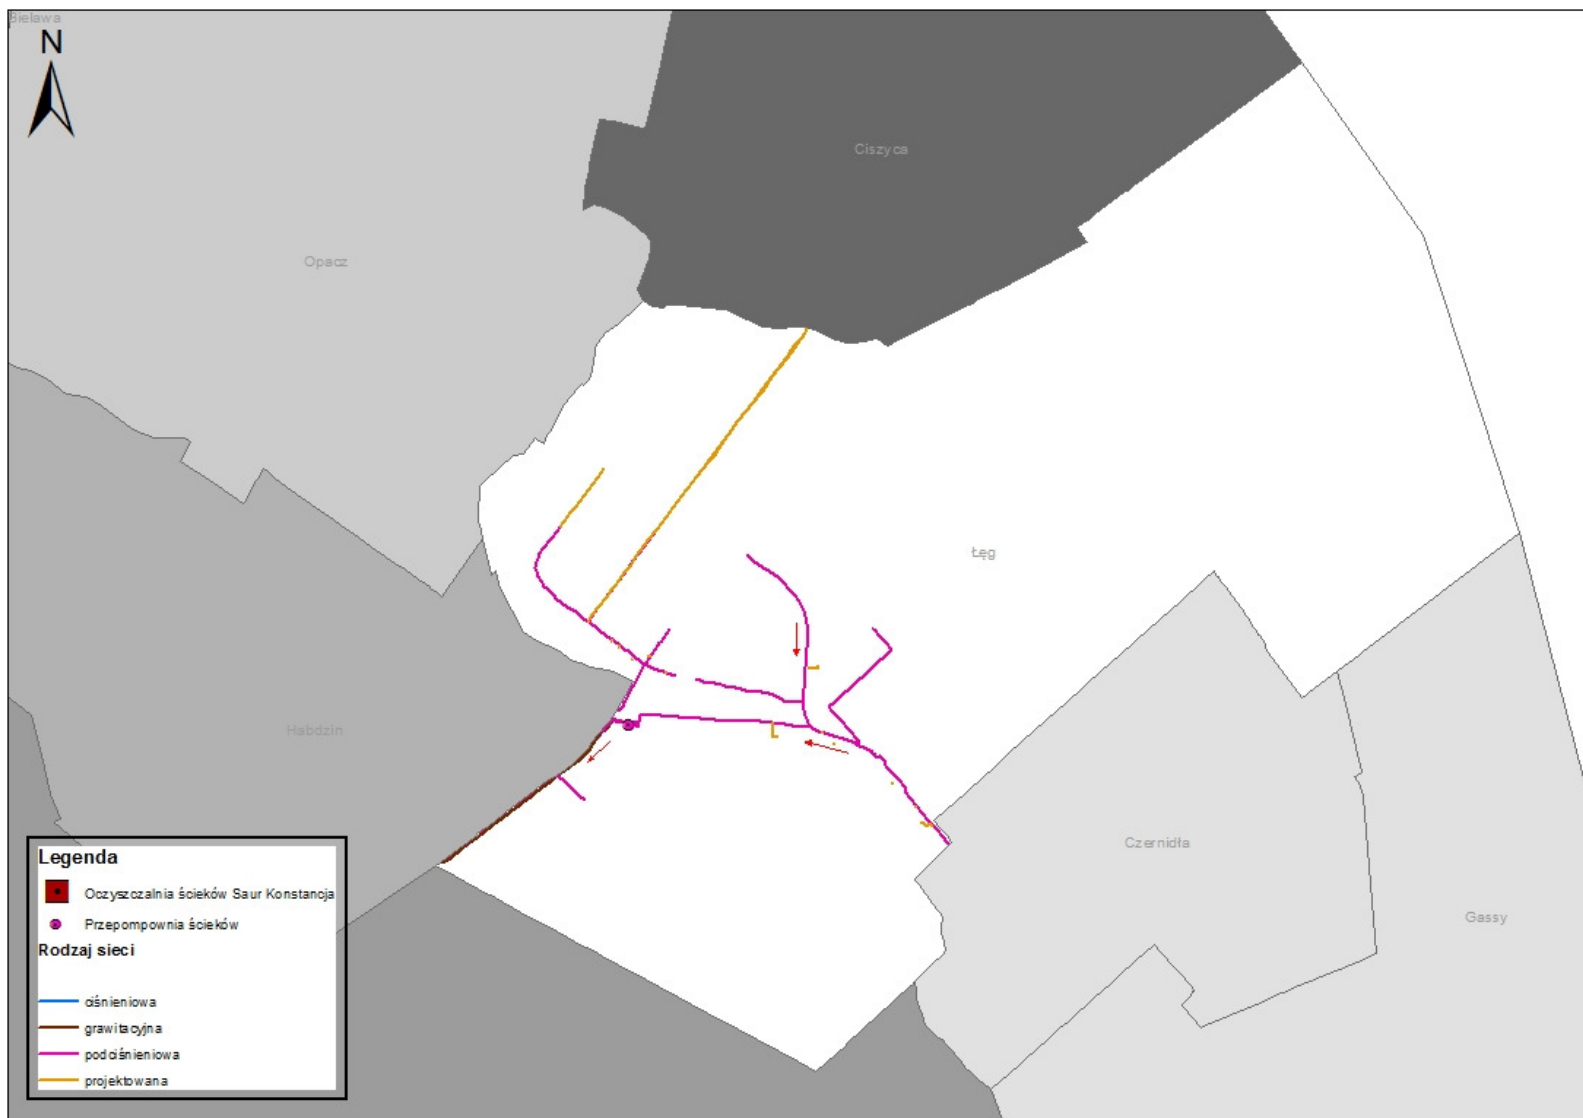 Bielawa
N
Ciszyca
Opacz
Łęg
Habdzin
Czernidła
Gassy
Legenda
Oczyszczalnia ścieków Saur Konstancja
Przepompownia ścieków
Rodzaj sieci
ciśnieniowa
grawitacyjna
podciśnieniowa
projektowana